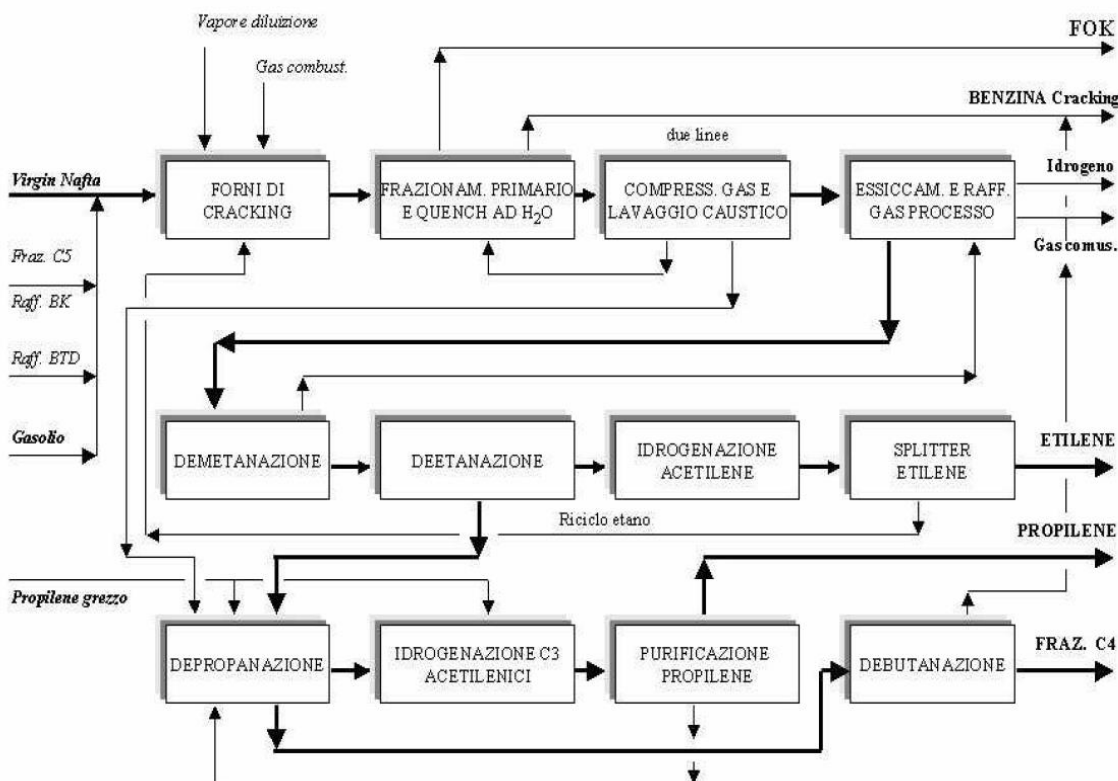 Vapore diluizione
FOK
Gas combust.
BENZINA Cracking
due linee
Idrogeno
Virgin Nafta
FORNI DI
CRACKING
FRAZIONAM. PRIMARIO
E QUENCH AD H2O
COMPRESS. GAS E
LAVAGGIO CAUSTICO
ESSICCAM. E RAFF.
GAS PROCESSO
Gas comus.
Fraz. C5
Raff. BK
Raff. BTD
Gasolio
DEMETANAZIONE
DEETANAZIONE
IDROGENAZIONE
ACETILENE
SPLITTER
ETILENE
ETILENE
Riciclo etano
PROPILENE
Propilene grezzo
DEPROPANAZIONE
IDROGENAZIONE C3
ACETILENICI
PURIFICAZIONE
PROPILENE
DEBUTANAZIONE
FRAZ. C4